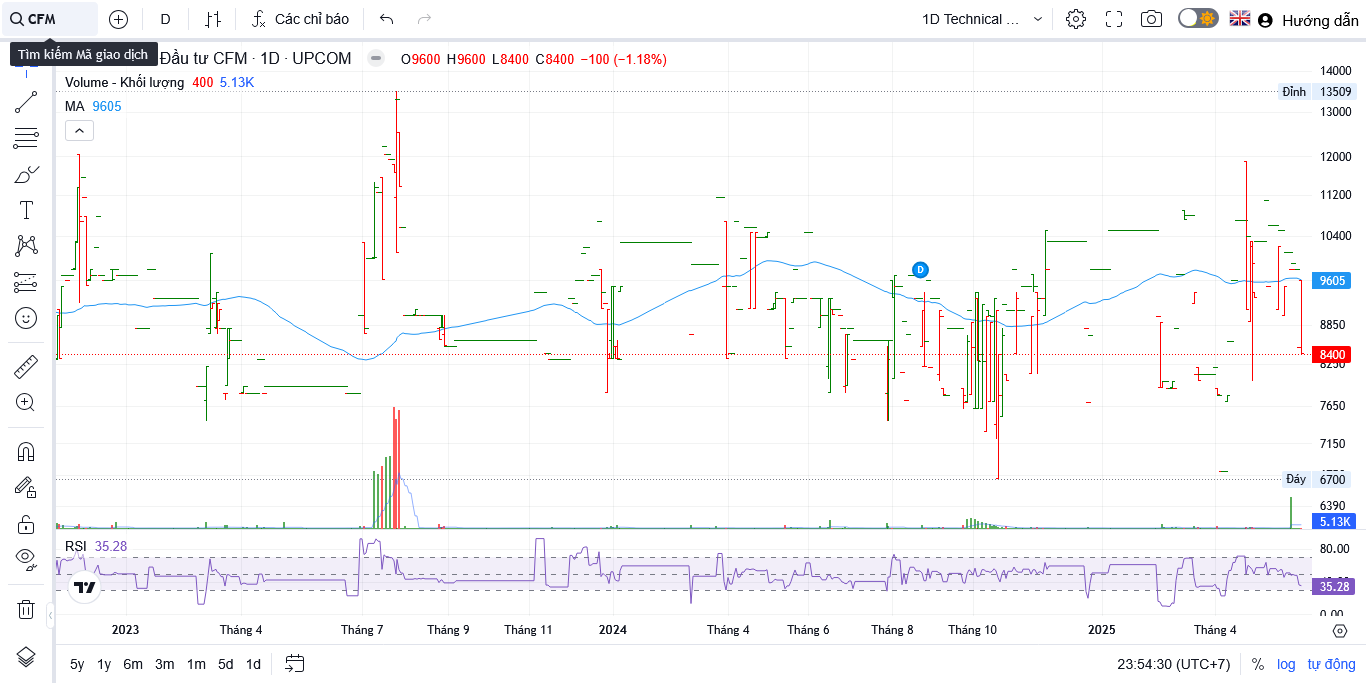 CFM
D
Các chỉ báo
1D Technical ...
Hướng dẫn
Tìm kiếm Mã giao dịch
Đầu tư CFM · 1D · UPCOM
O9600 H9600 L8400 C8400 −100 (−1.18%)
Volume - Khối lượng 400 5.13K
MA 9605
14000
Đỉnh 13509
13000
12000
11200
10400
D
9605
8850
8400
8250
7650
7150
Đáy 6700
6390
5.13K
RSI 35.28
80.00
35.28
0.00
2023 Tháng 4 Tháng 7 Tháng 9 Tháng 11 2024 Tháng 4 Tháng 6 Tháng 8 Tháng 10 2025 Tháng 4
5y 1y 6m 3m 1m 5d 1d
23:54:30 (UTC+7) % log tự động